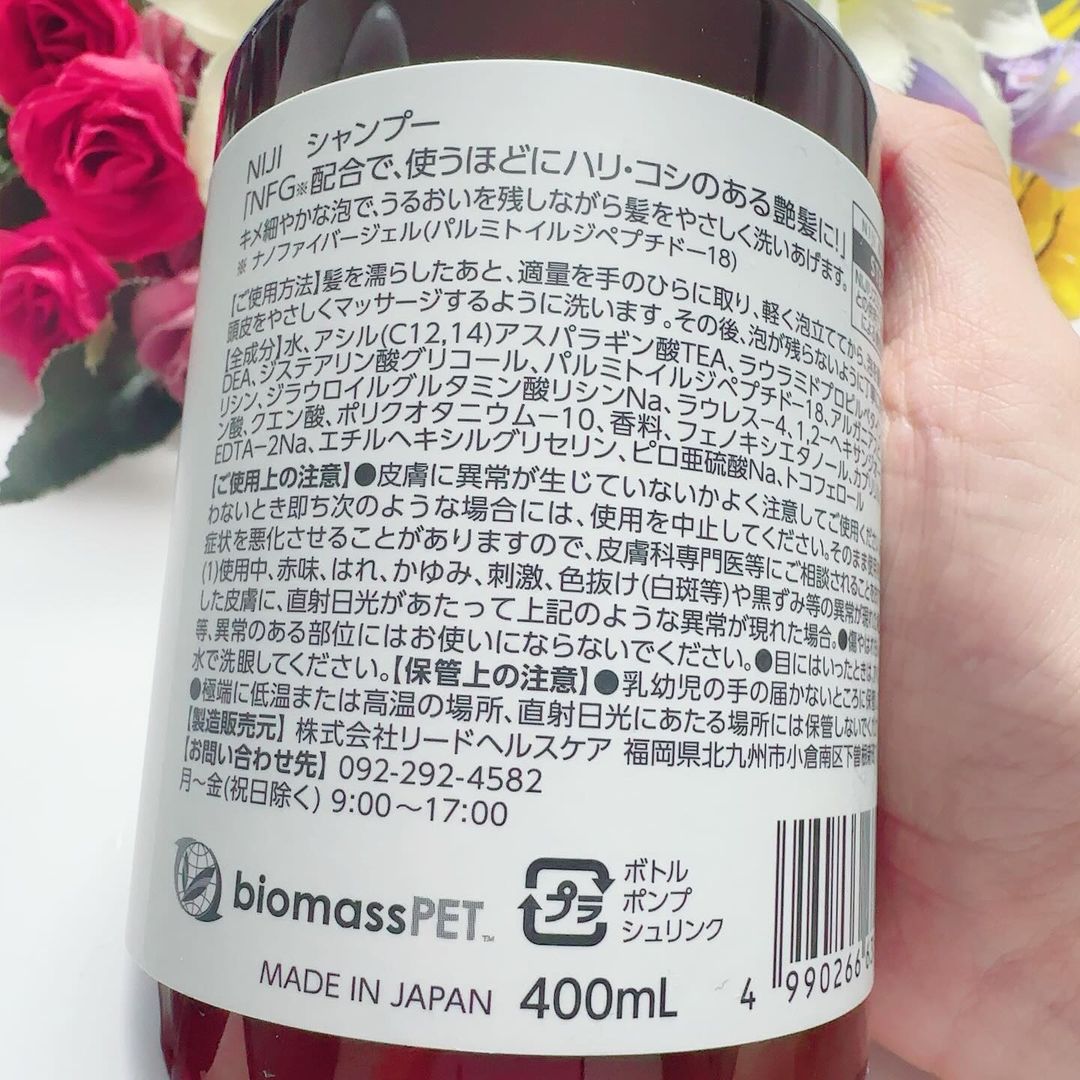 NIJI シャンプー
「NFG※配合で、使うほどにハリ・コシのある艶髪に!」
キメ細やかな泡で、うるおいを残しながら髪をやさしく洗いあげます。
※ ナノファイバージェル(パルミトイルジペプチドー18)
【ご使用方法】髪を濡らしたあと、適量を手のひらに取り、軽く泡立ててから、
頭皮をやさしくマッサージするように洗います。その後、泡が残らないように
【全成分】水、アシル(C12,14)アスパラギン酸TEA、ラウラミドプロピルベタ
DEA、ジステアリン酸グリコール、パルミトイルジペプチドー18、アルガニア
リシン、ジラウロイルグルタミン酸リシンNa、ラウレスー4、1,2ーヘキサンジオ
ン酸、クエン酸、ポリクオタニウムー10、香料、フェノキシエタノール、カプリ
EDTAー2Na、エチルヘキシルグリセリン、ピロ亜硫酸Na、トコフェロール
【ご使用上の注意】●皮膚に異常が生じていないかよく注意してご使用ください
わないとき即ち次のような場合には、使用を中止してください。そのまま
症状を悪化させることがありますので、皮膚科専門医等にご相談されること
(1)使用中、赤味、はれ、かゆみ、刺激、色抜け(白斑等)や黒ずみ等の異常が現れた
した皮膚に、直射日光があたって上記のような異常が現れた場合。●傷やはれ
等、異常のある部位にはお使いにならないでください。●目にはいったときは、
水で洗眼してください。【保管上の注意】●乳幼児の手の届かないところに保管
●極端に低温または高温の場所、直射日光にあたる場所には保管しないでくだ
【製造販売元】 株式会社リードヘルスケア 福岡県北九州市小倉南区下曽根
【お問い合わせ先】 092-292-4582
月～金(祝日除く) 9:00～17:00
biomassPET™
プラ
ボトル
ポンプ
シュリンク
MADE IN JAPAN 400mL
4 990266